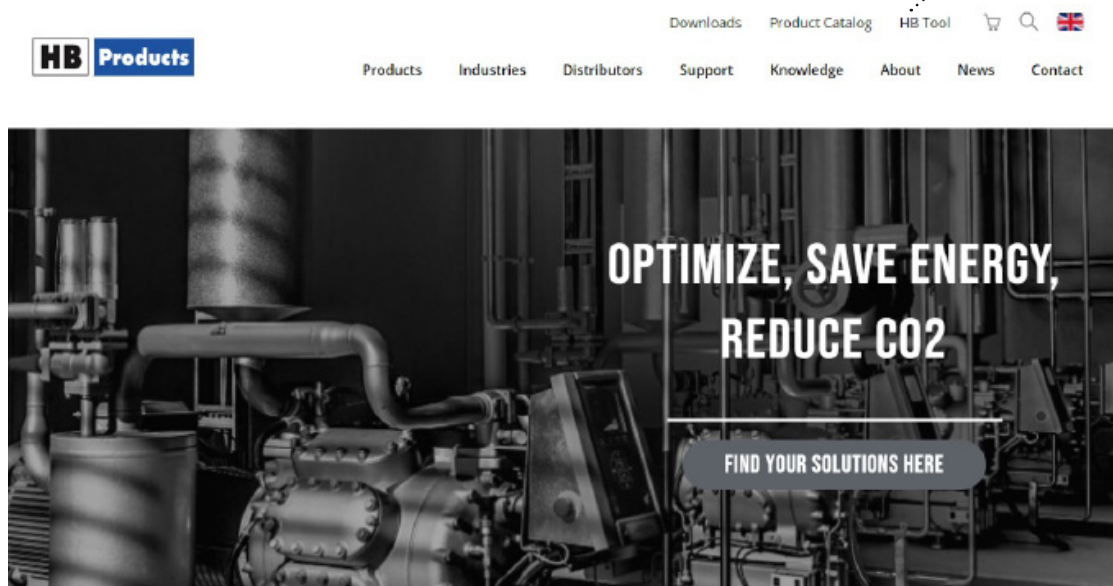 Downloads Product Catalog HB Tool
HB Products
Products Industries Distributors Support Knowledge About News Contact
OPTIMIZE, SAVE ENERGY,
REDUCE CO2
FIND YOUR SOLUTIONS HERE